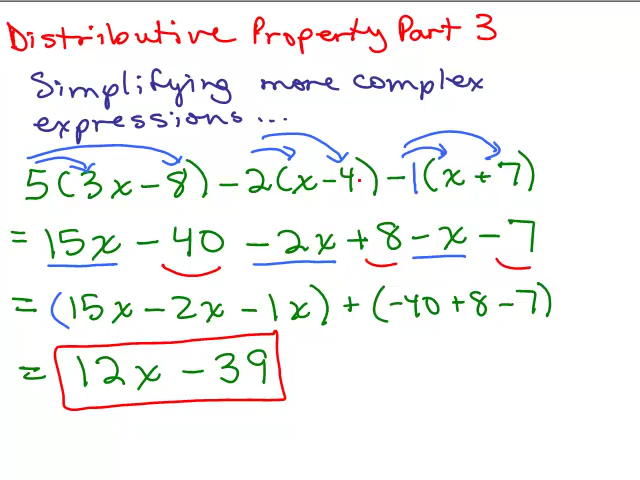 Distributive Property Part 3
Simplifying more complex
expressions...
5(3x - 8) - 2(x - 4) - 1(x + 7)
= 15x - 40 - 2x + 8 - x - 7
= (15x - 2x - 1x) + (-40 + 8 - 7)
= 12x - 39